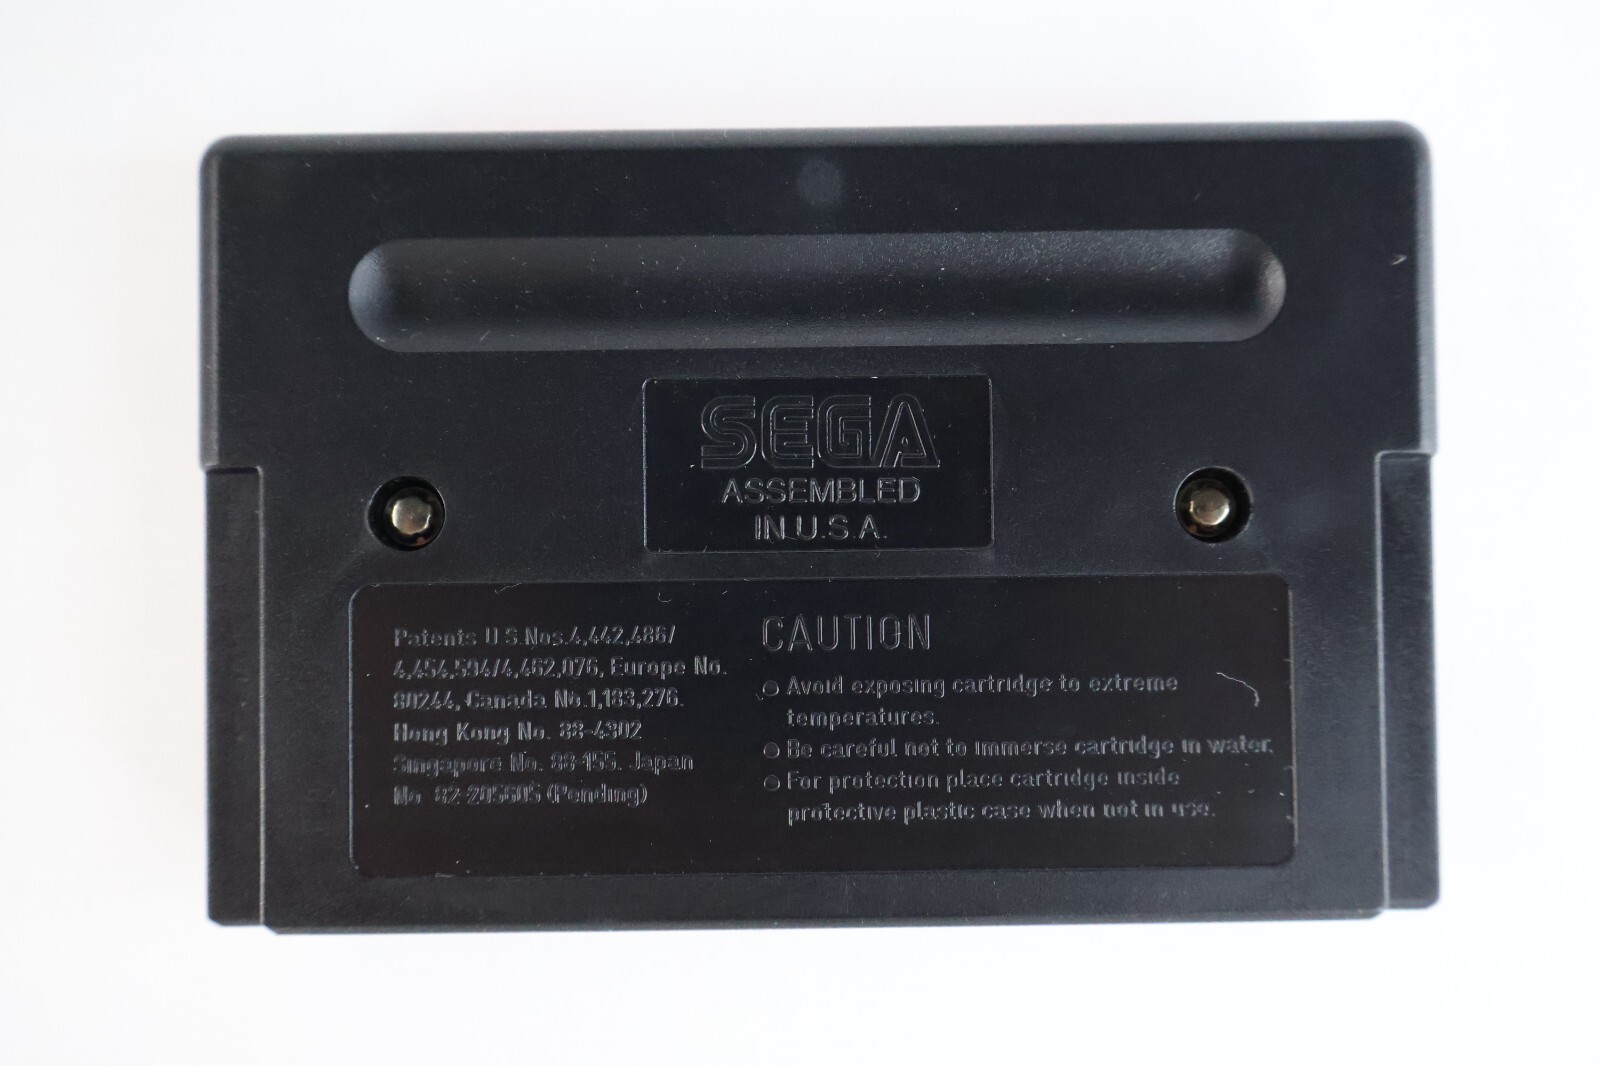 SEGA
ASSEMBLED
IN U.S.A.
Patents U.S.Nos.4,442,486/
4,454,594/4,462,076, Europe No.
80244, Canada No.1,183,276.
Hong Kong No. 88-4302
Singapore No. 88-155. Japan
No. 82-205605 (Pending)
CAUTION
● Avoid exposing cartridge to extreme
temperatures.
● Be careful not to immerse cartridge in water.
● For protection place cartridge inside
protective plastic case when not in use.